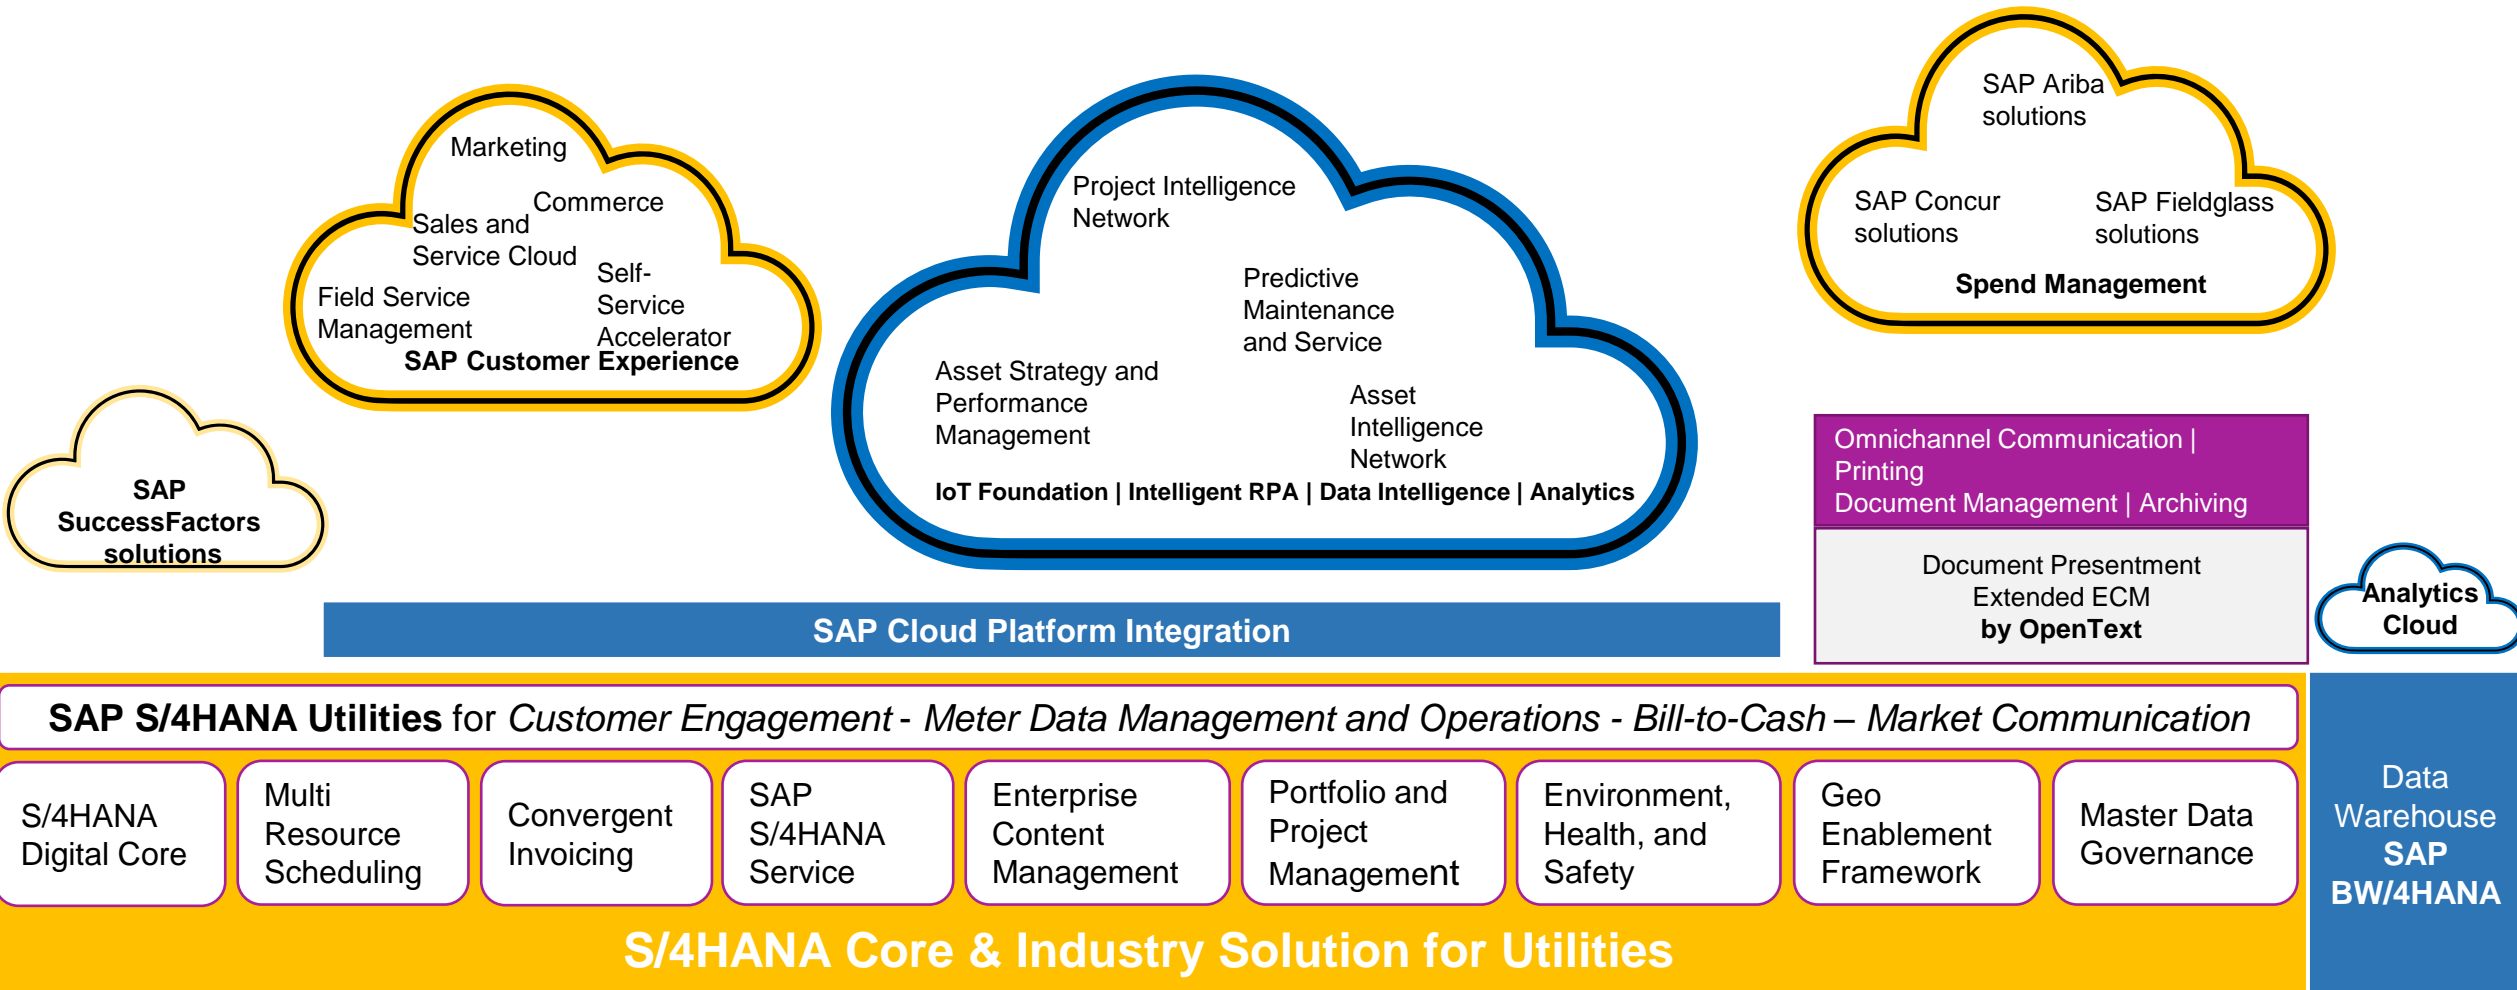 Marketing
Commerce
Sales and
Service Cloud
Self-
Service
Accelerator
Field Service
Management
SAP Customer Experience
SAP
SuccessFactors
solutions
Project Intelligence
Network
Predictive
Maintenance
and Service
Asset Strategy and
Performance
Management
Asset
Intelligence
Network
IoT Foundation | Intelligent RPA | Data Intelligence | Analytics
SAP Ariba
solutions
SAP Concur
solutions
SAP Fieldglass
solutions
Spend Management
Omnichannel Communication |
Printing
Document Management | Archiving
Document Presentment
Extended ECM
by OpenText
Analytics
Cloud
SAP Cloud Platform Integration
SAP S/4HANA Utilities for Customer Engagement - Meter Data Management and Operations - Bill-to-Cash – Market Communication
S/4HANA
Digital Core
Multi
Resource
Scheduling
Convergent
Invoicing
SAP
S/4HANA
Service
Enterprise
Content
Management
Portfolio and
Project
Management
Environment,
Health, and
Safety
Geo
Enablement
Framework
Master Data
Governance
Data
Warehouse
SAP
BW/4HANA
S/4HANA Core & Industry Solution for Utilities